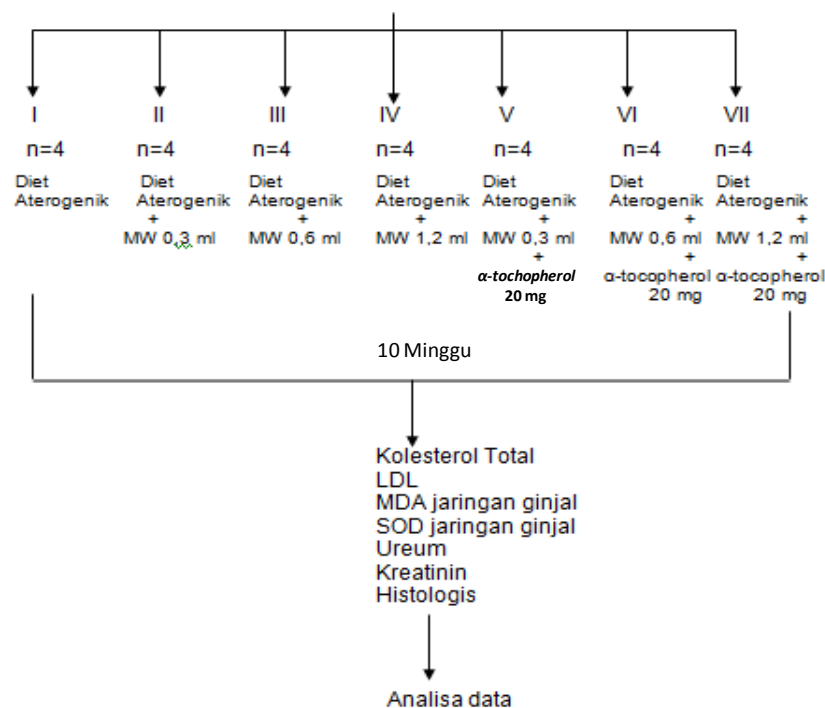 I
II
III
IV
V
VI
VII
n=4
n=4
n=4
n=4
n=4
n=4
n=4
Diet
Aterogenik
Diet
Aterogenik
+
MW 0,3 ml
Diet
Aterogenik
+
MW 0,6 ml
Diet
Aterogenik
+
MW 1,2 ml
Diet
Aterogenik
+
MW 0,3 ml
+
α-tochopherol
20 mg
Diet
Aterogenik
+
MW 0,6 ml
+
α-tocopherol
20 mg
Diet
Aterogenik
+
MW 1,2 ml
+
α-tocopherol
20 mg
10 Minggu
Kolesterol Total
LDL
MDA jaringan ginjal
SOD jaringan ginjal
Ureum
Kreatinin
Histologis
Analisa data